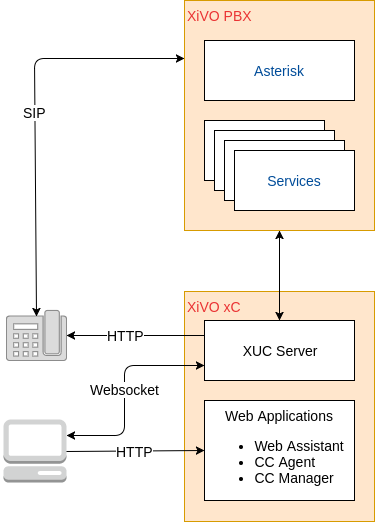 XiVO PBX
Asterisk
SIP
Services
XiVO xC
HTTP
XUC Server
Websocket
Web Applications
• Web Assistant
• CC Agent
• CC Manager
HTTP